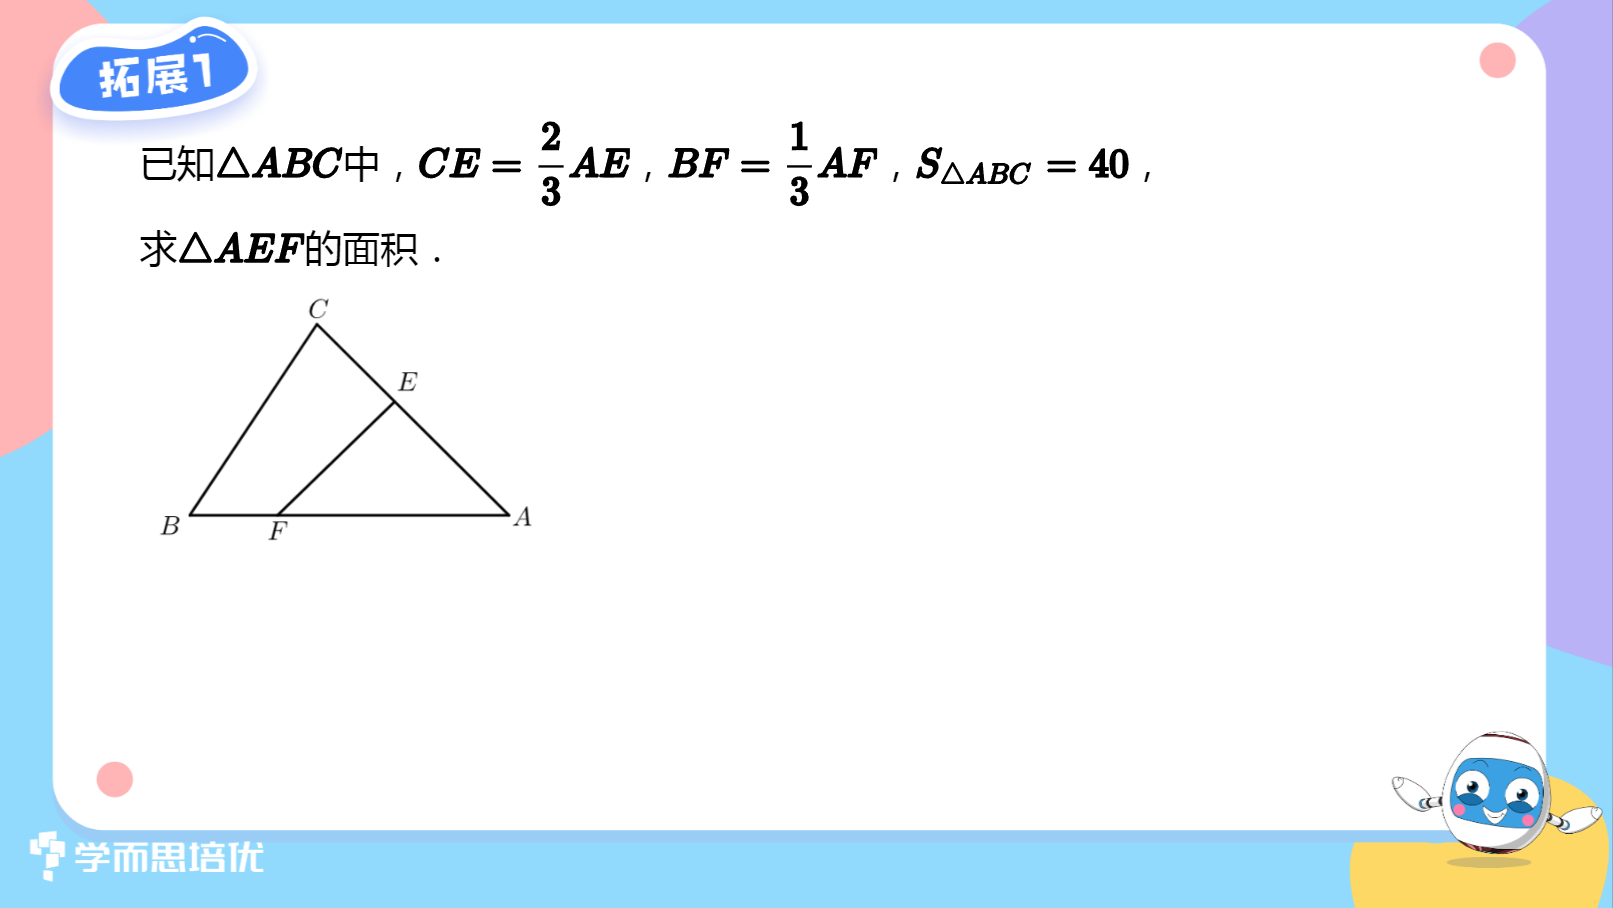 拓展1
已知△ABC中，CE = 2/3 AE，BF = 1/3 AF，S△ABC = 40，
求△AEF的面积．
C
E
B
F
A
学而思培优